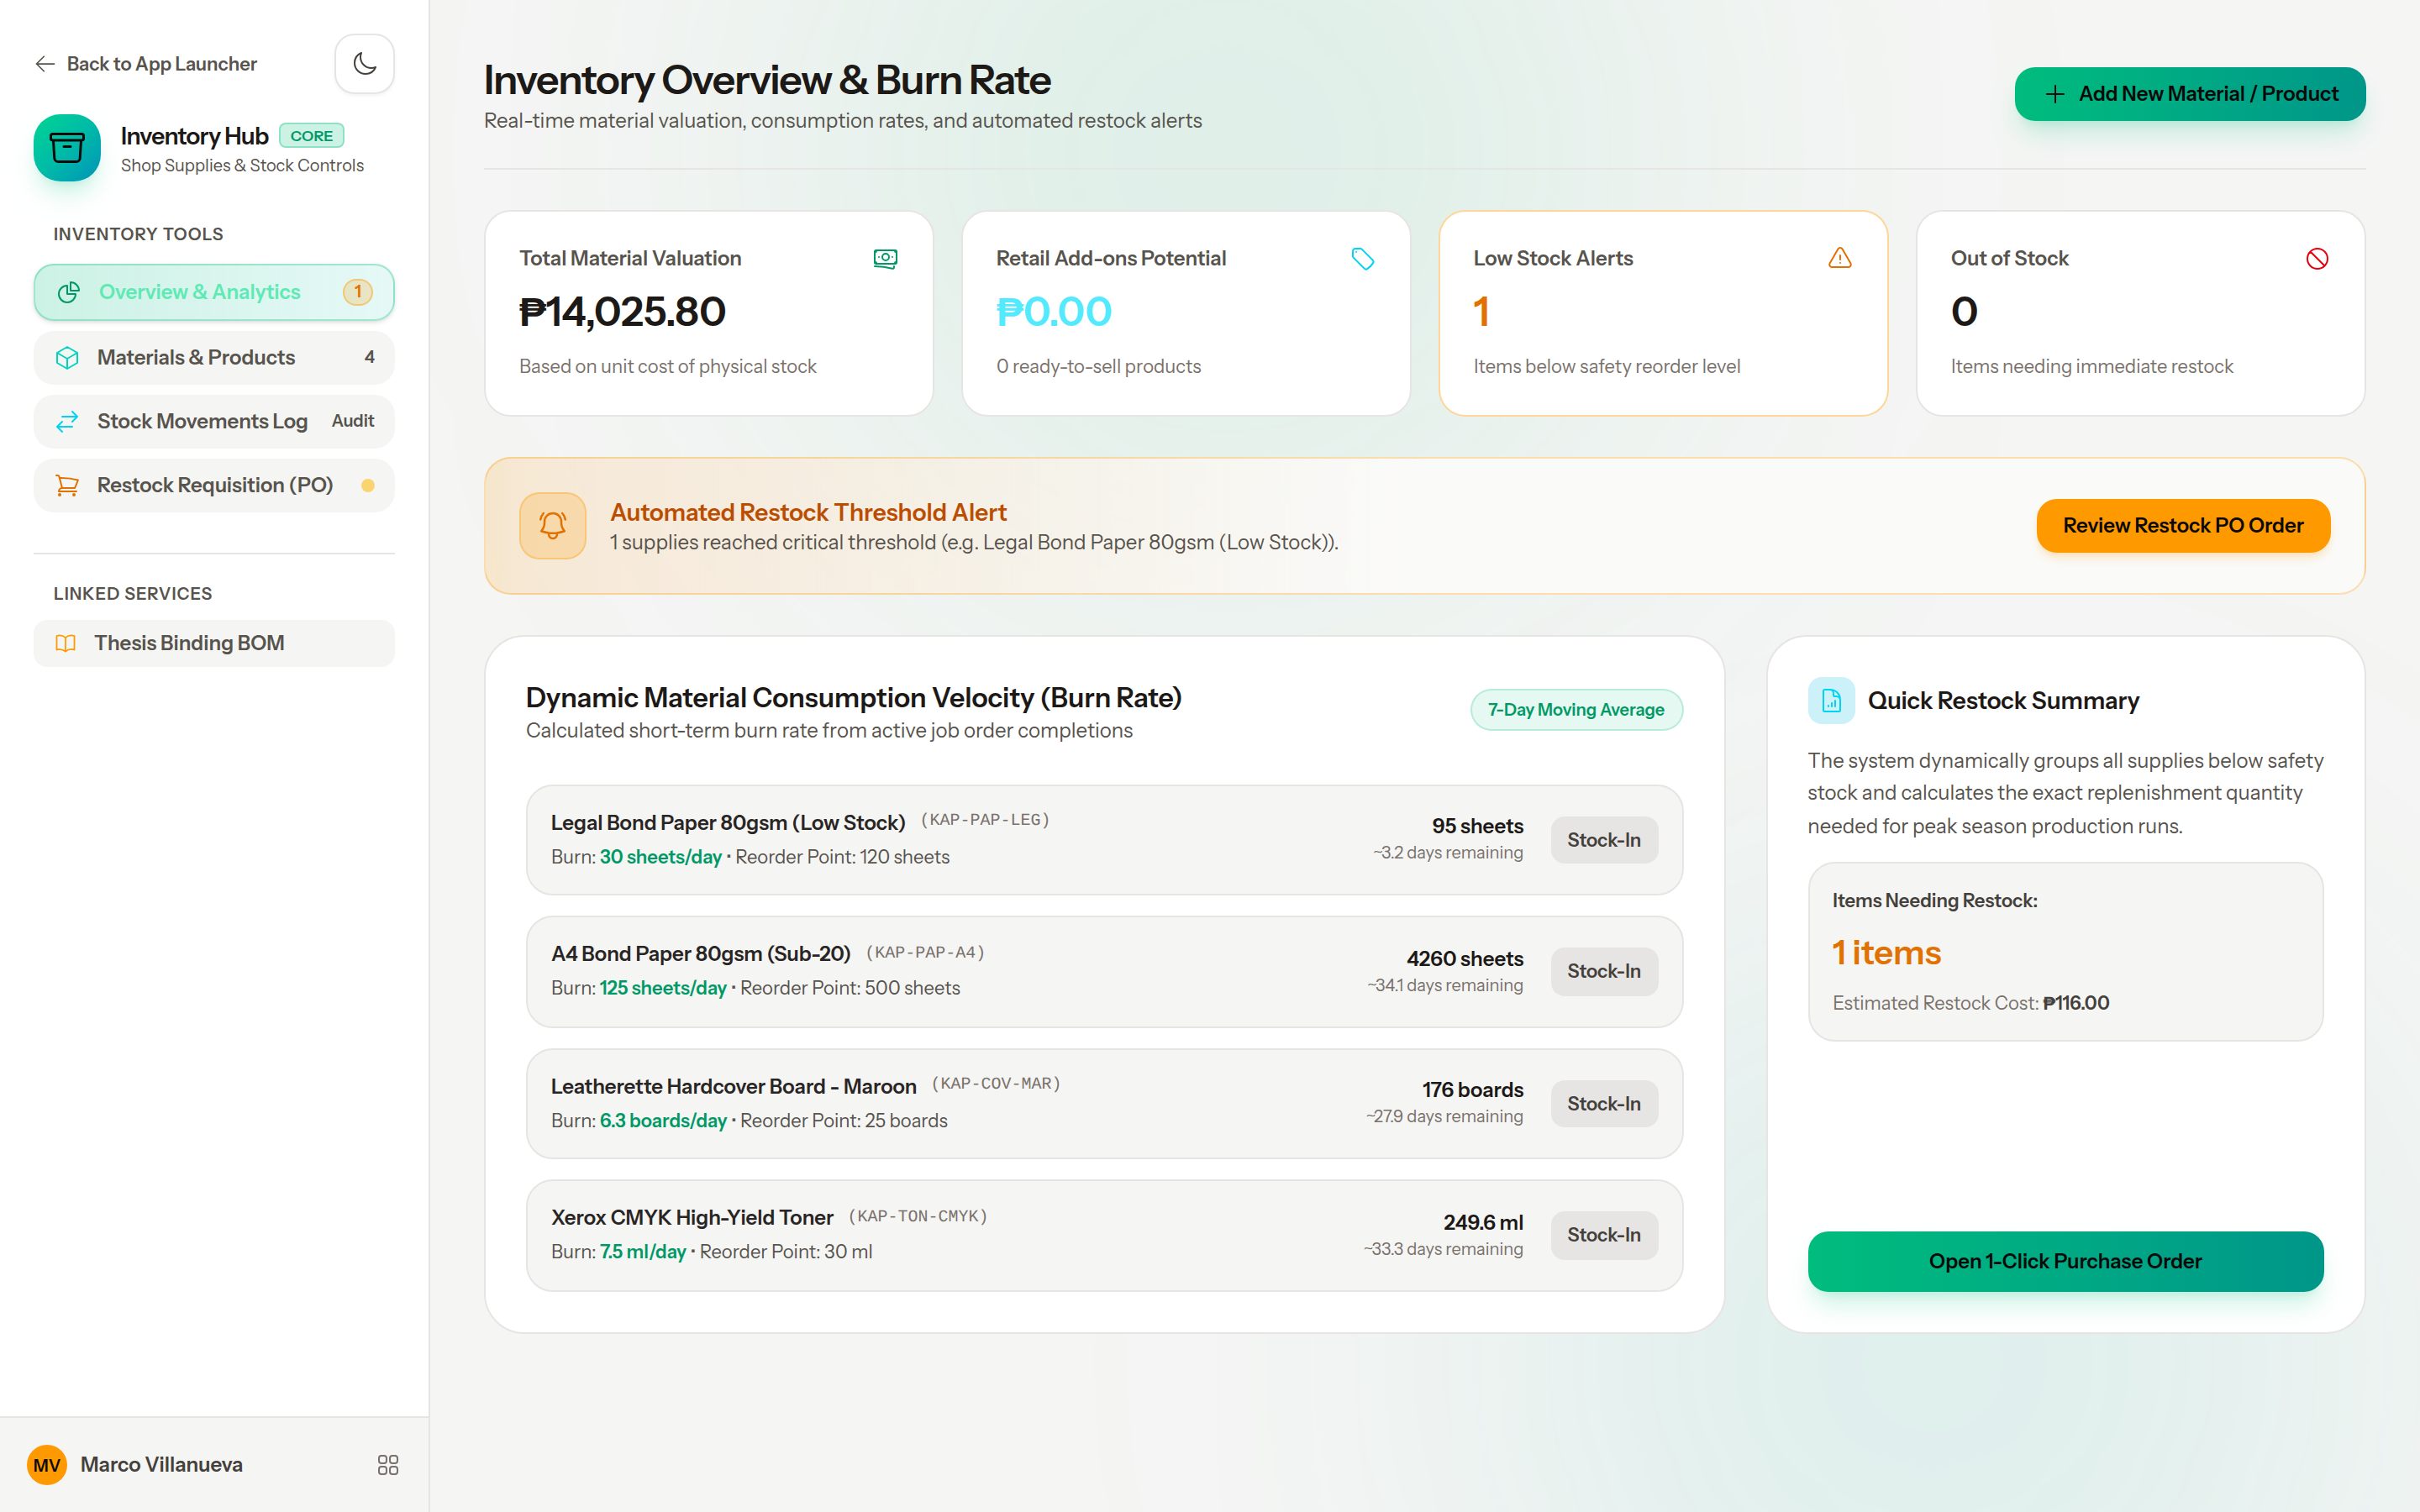 Back to App Launcher
Inventory Hub CORE
Shop Supplies & Stock Controls
INVENTORY TOOLS
Overview & Analytics 1
Materials & Products 4
Stock Movements Log Audit
Restock Requisition (PO)
LINKED SERVICES
Thesis Binding BOM
MV Marco Villanueva
Inventory Overview & Burn Rate
Real-time material valuation, consumption rates, and automated restock alerts
Add New Material / Product
Total Material Valuation
₱14,025.80
Based on unit cost of physical stock
Retail Add-ons Potential
₱0.00
0 ready-to-sell products
Low Stock Alerts
1
Items below safety reorder level
Out of Stock
0
Items needing immediate restock
Automated Restock Threshold Alert
1 supplies reached critical threshold (e.g. Legal Bond Paper 80gsm (Low Stock)).
Review Restock PO Order
Dynamic Material Consumption Velocity (Burn Rate)
Calculated short-term burn rate from active job order completions
7-Day Moving Average
Legal Bond Paper 80gsm (Low Stock) (KAP-PAP-LEG)
Burn: 30 sheets/day • Reorder Point: 120 sheets
95 sheets
~3.2 days remaining
Stock-In
A4 Bond Paper 80gsm (Sub-20) (KAP-PAP-A4)
Burn: 125 sheets/day • Reorder Point: 500 sheets
4260 sheets
~34.1 days remaining
Stock-In
Leatherette Hardcover Board - Maroon (KAP-COV-MAR)
Burn: 6.3 boards/day • Reorder Point: 25 boards
176 boards
~27.9 days remaining
Stock-In
Xerox CMYK High-Yield Toner (KAP-TON-CMYK)
Burn: 7.5 ml/day • Reorder Point: 30 ml
249.6 ml
~33.3 days remaining
Stock-In
Quick Restock Summary
The system dynamically groups all supplies below safety
stock and calculates the exact replenishment quantity
needed for peak season production runs.
Items Needing Restock:
1 items
Estimated Restock Cost: ₱116.00
Open 1-Click Purchase Order